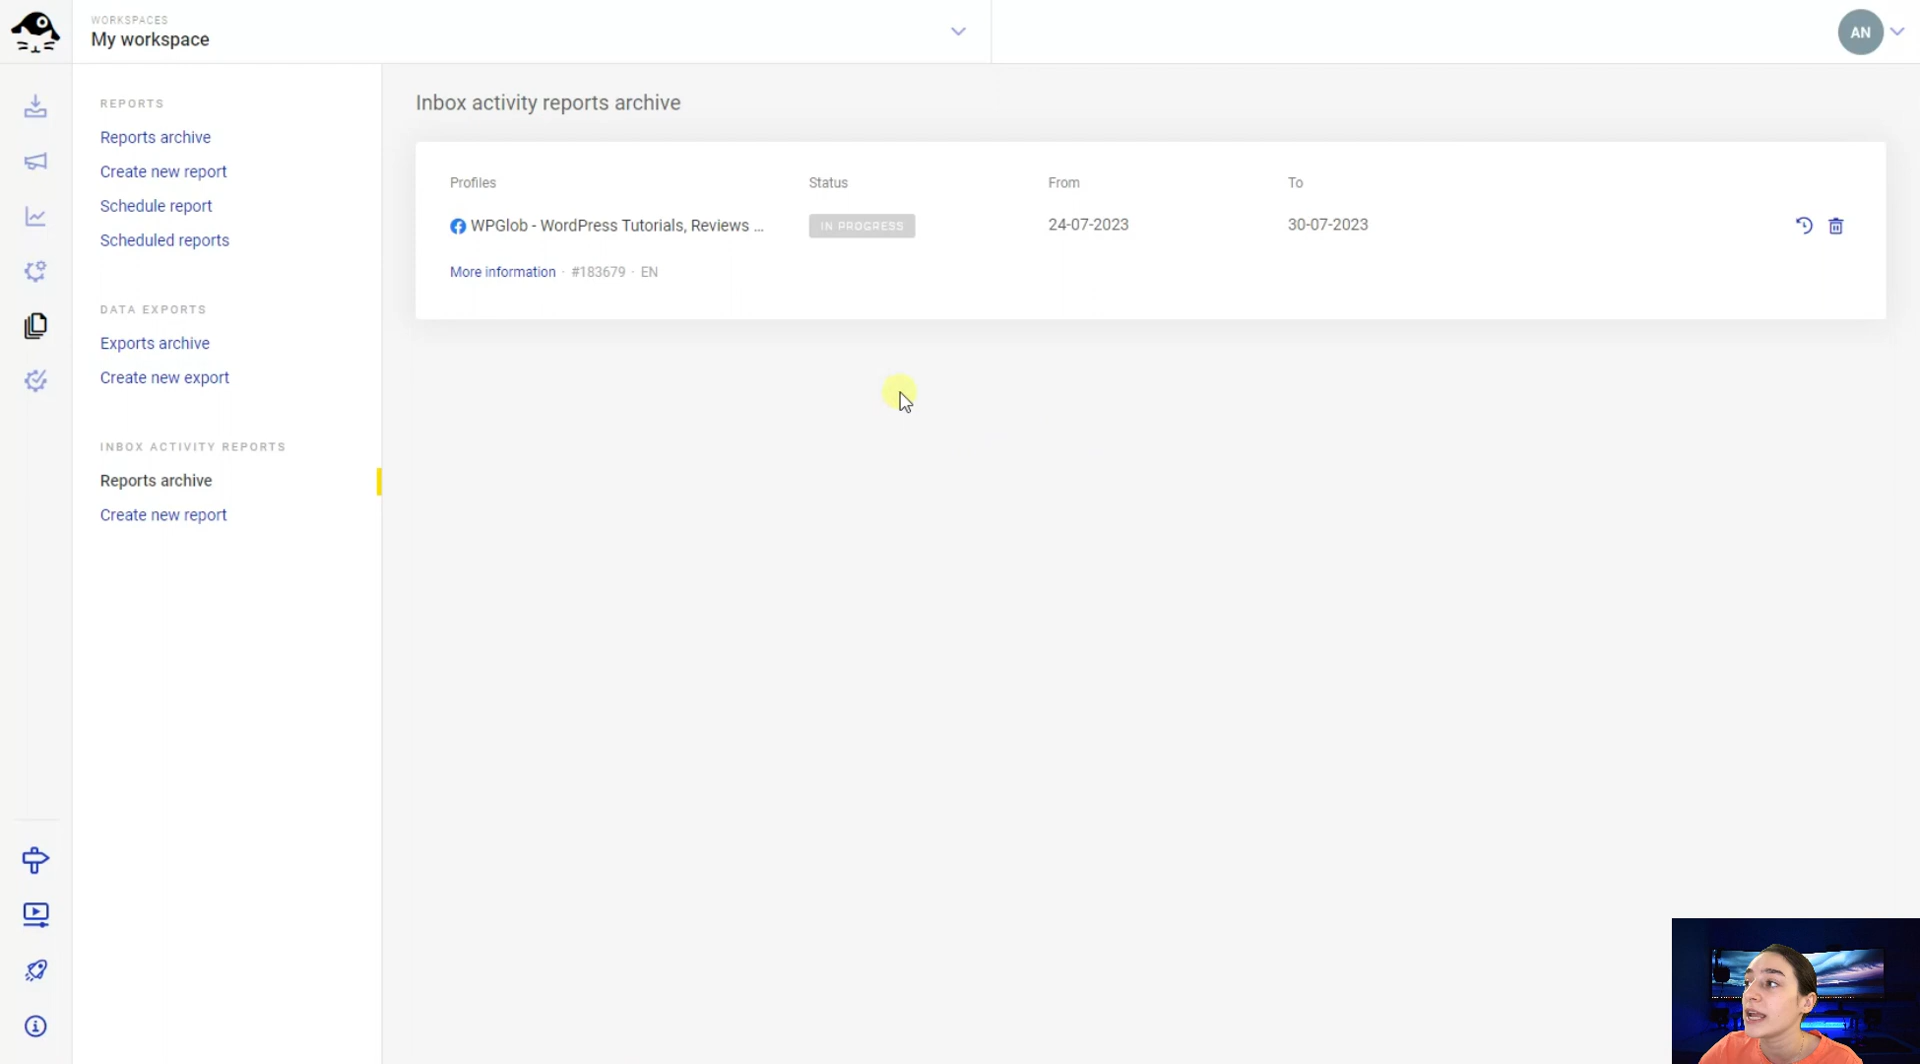 WORKSPACES
My workspace
AN
REPORTS
Reports archive
Create new report
Schedule report
Scheduled reports
DATA EXPORTS
Exports archive
Create new export
INBOX ACTIVITY REPORTS
Reports archive
Create new report
Inbox activity reports archive
Profiles Status From To
WPGlob - WordPress Tutorials, Reviews ... IN PROGRESS 24-07-2023 30-07-2023
More information · #183679 · EN